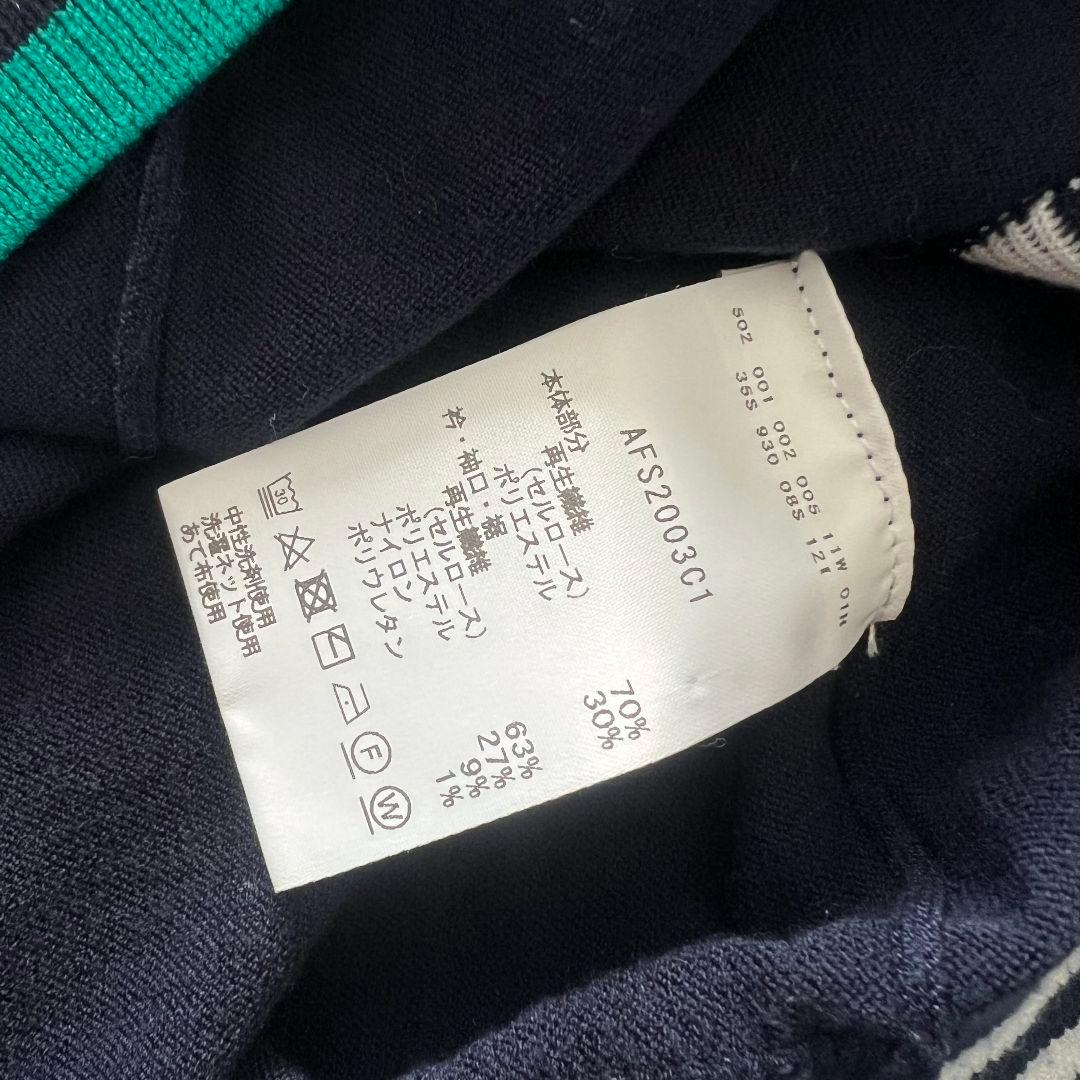 502 001 002 005 11W 01N
35S 930 08S 12I
AFS2003C1
本体部分 再生繊維
(セルロース) 70%
ポリエステル 30%
衿・袖口・裾
再生繊維
(セルロース) 63%
ポリエステル 27%
ナイロン 9%
ポリウレタン 1%
30
F
W
中性洗剤使用
洗濯ネット使用
あて布使用